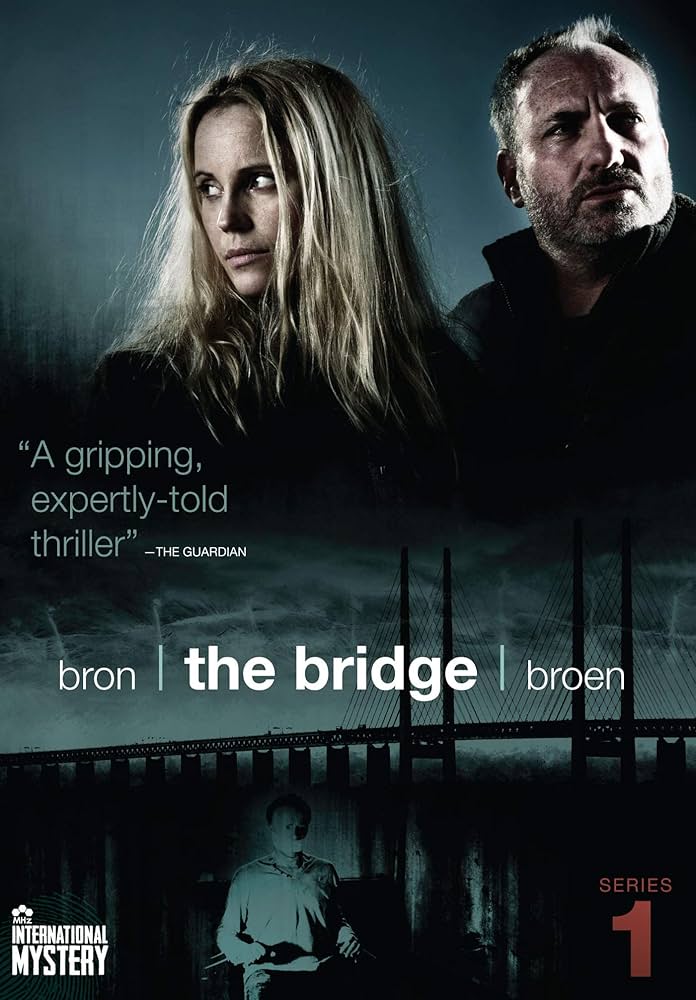 “A gripping,
expertly-told
thriller” —THE GUARDIAN
bron | the bridge | broen
SERIES
1
MHz
INTERNATIONAL
MYSTERY